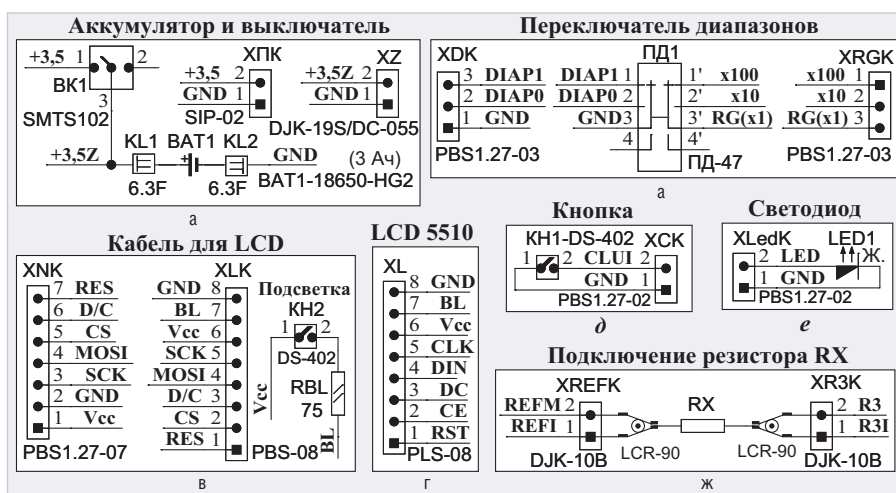 Аккумулятор и выключатель
+3,5 1 2
ВК1
3
SMTS102
XПК
+3,5 2
GND 1
SIP-02
XZ
+3,5Z 2
GND 1
DJK-19S/DC-055
+3,5Z KL1 BAT1 KL2 GND
+
6.3F 6.3F
(3 Ач)
BAT1-18650-HG2
а
Переключатель диапазонов
XDK
3 DIAP1
2 DIAP0
1 GND
PBS1.27-03
ПД1
DIAP1 1 1' x100
DIAP0 2 2' x10
GND 3 3' RG(x1)
4 4'
ПД-47
XRGK
x100 1
x10 2
RG(x1) 3
PBS1.27-03
а
Кабель для LCD
XNK
7 RES
6 D/C
5 CS
4 MOSI
3 SCK
2 GND
1 Vcc
PBS1.27-07
XLK
GND 8
BL 7
Vcc 6
SCK 5
MOSI 4
D/C 3
CS 2
RES 1
PBS-08
Подсветка
КН2
1 2
DS-402
RBL
75
Vcc
BL
в
LCD 5510
XL
8 GND
7 BL
6 Vcc
5 CLK
4 DIN
3 DC
2 CE
1 RST
PLS-08
г
Кнопка
КН1-DS-402 XCK
1 2 CLUI 2
GND 1
PBS1.27-02
д
Светодиод
XLedK LED1
2 LED Ж.
1 GND
PBS1.27-02
е
Подключение резистора RX
XREFK RX XR3K
REFM 2 2 R3
REFI 1 1 R3I
LCR-90 LCR-90
DJK-10B DJK-10B
ж